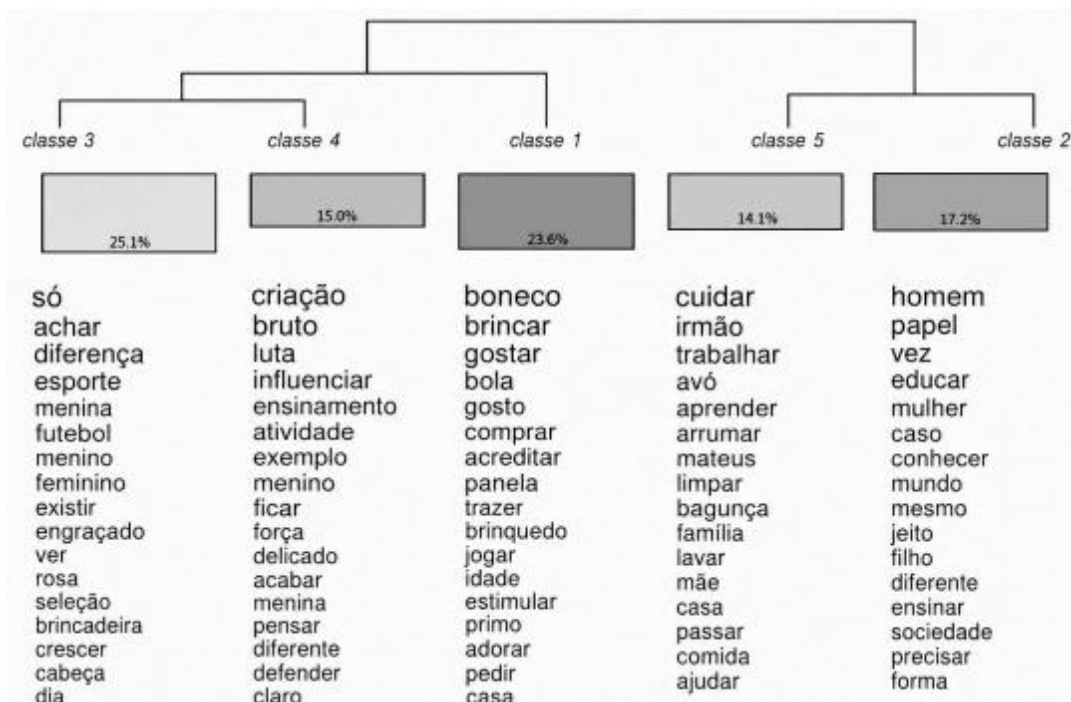 classe 3 classe 4 classe 1 classe 5 classe 2
25.1% 15.0% 23.6% 14.1% 17.2%
só criação boneco cuidar homem
achar bruto brincar irmão papel
diferença luta gostar trabalhar vez
esporte influenciar bola avó educar
menina ensinamento gosto aprender mulher
futebol atividade comprar arrumar caso
menino exemplo acreditar mateus conhecer
feminino menino panela limpar mundo
existir ficar trazer bagunça mesmo
engraçado força brinquedo família jeito
ver delicado jogar lavar filho
rosa acabar idade mãe diferente
seleção menina estimular casa ensinar
brincadeira pensar primo passar sociedade
crescer diferente adorar comida precisar
cabeça defender pedir ajudar forma
dia claro casa